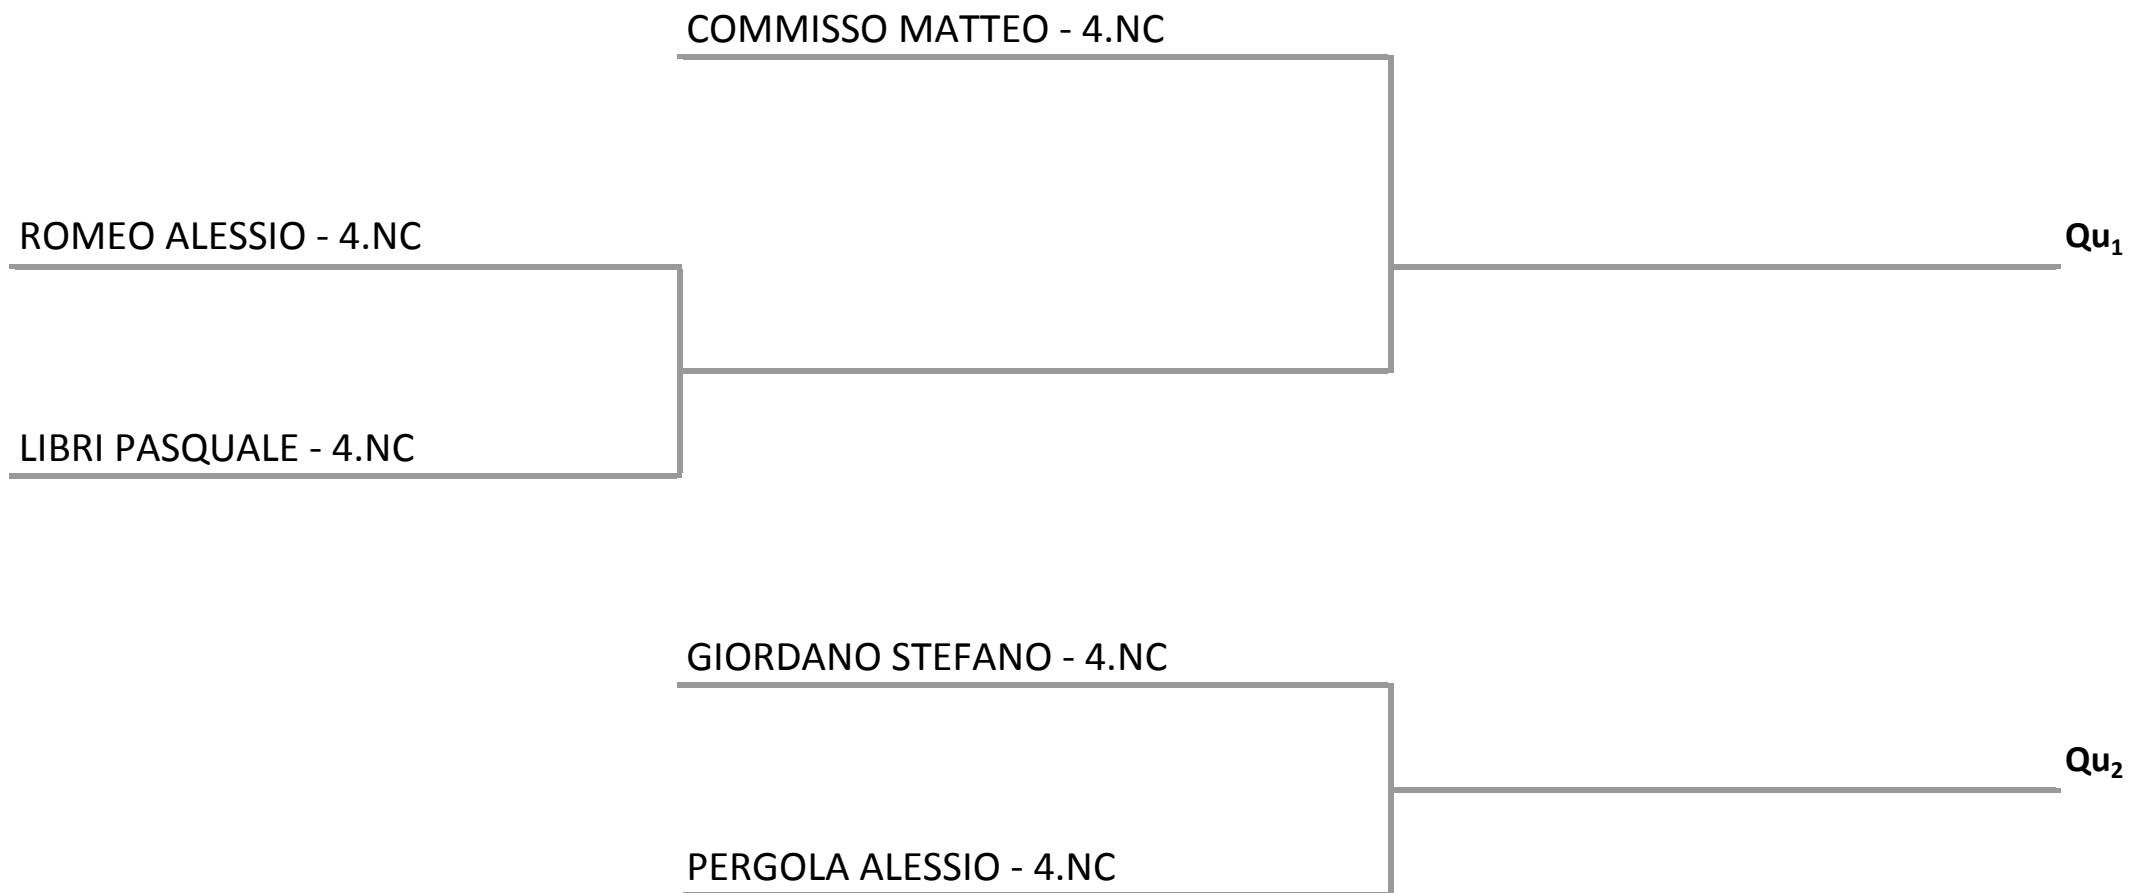 COMMISSO MATTEO - 4.NC
ROMEO ALESSIO - 4.NC
Qu₁
LIBRI PASQUALE - 4.NC
GIORDANO STEFANO - 4.NC
Qu₂
PERGOLA ALESSIO - 4.NC